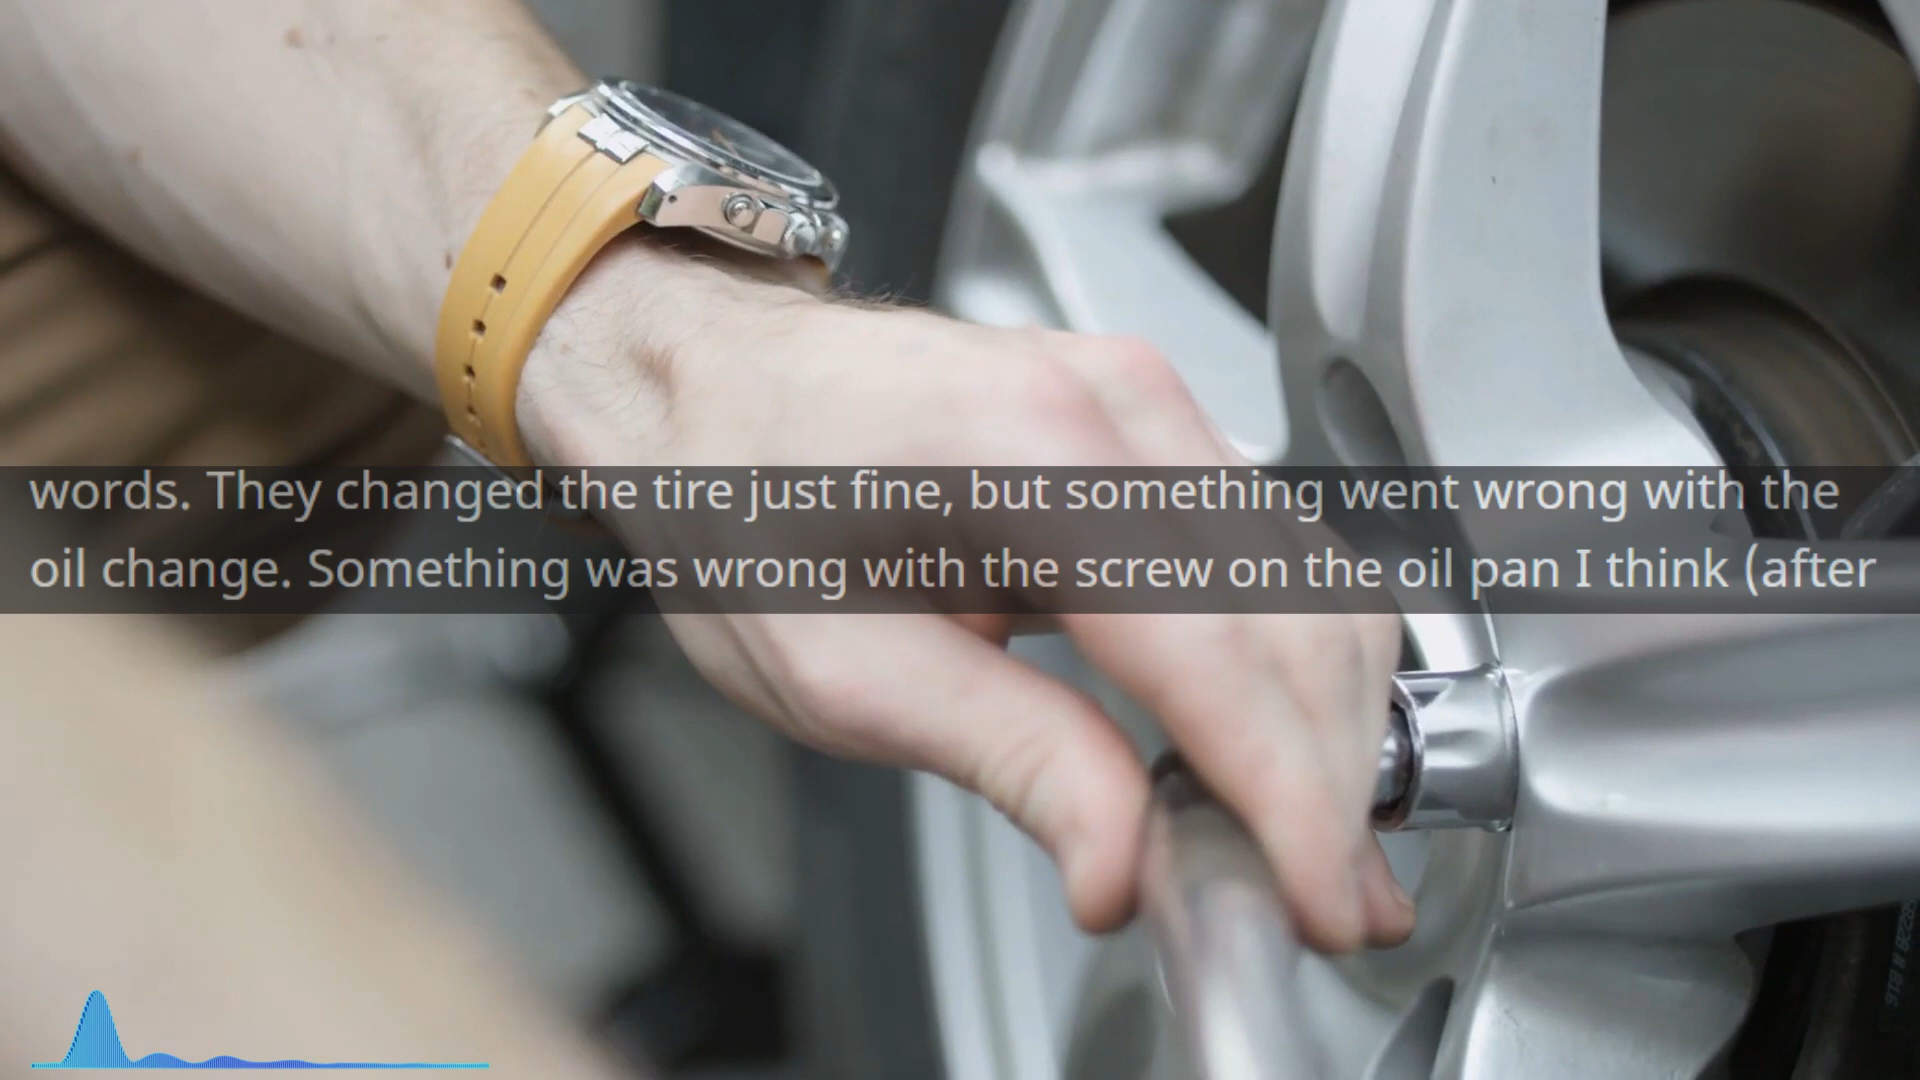 words. They changed the tire just fine, but something went wrong with the
oil change. Something was wrong with the screw on the oil pan I think (after